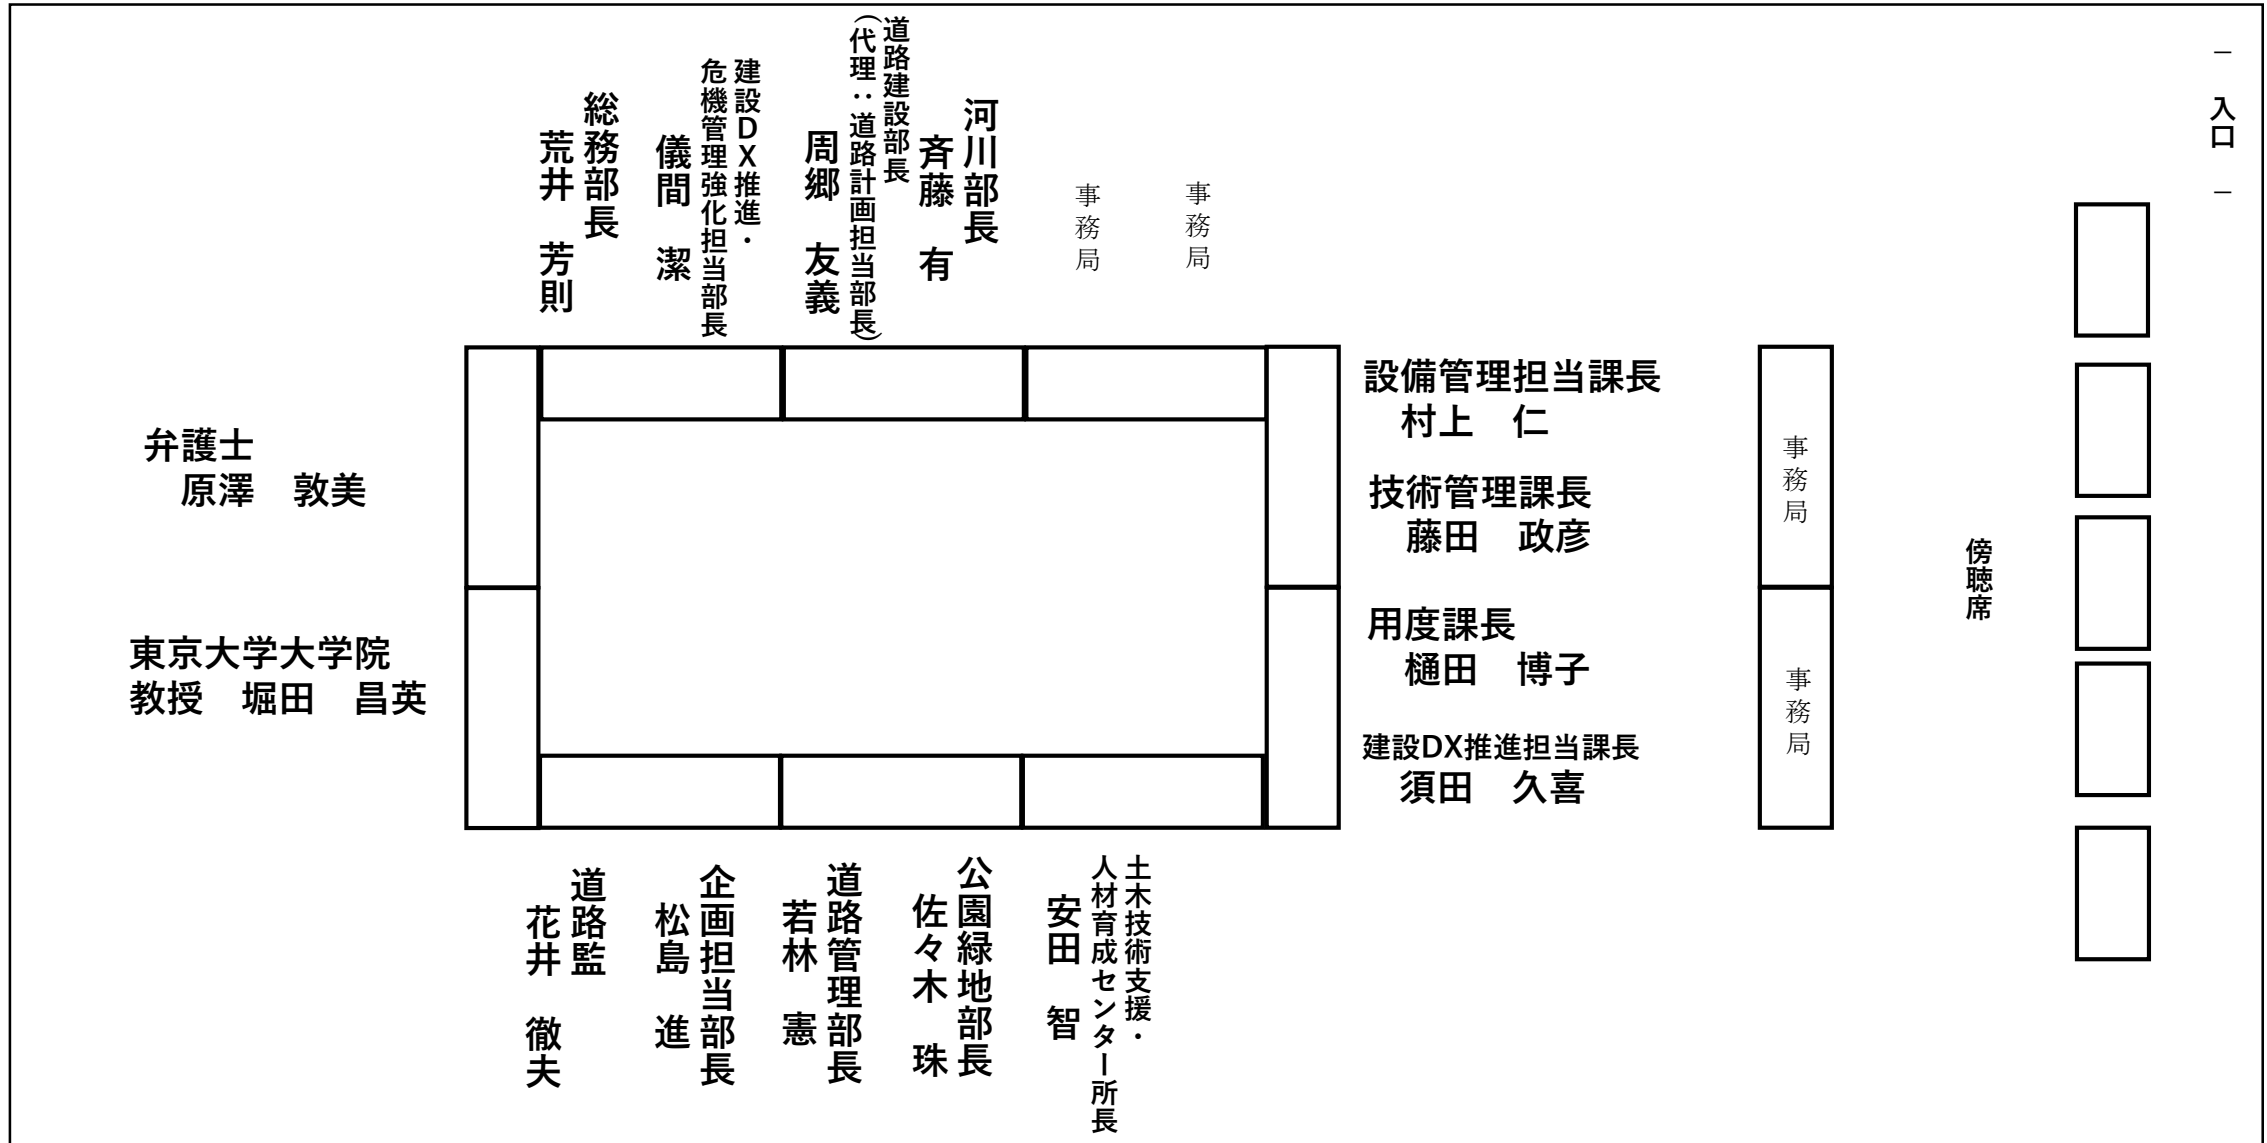 －　入口　－
総務部長
荒井　芳則
建設ＤＸ推進・
危機管理強化担当部長
儀間　潔
道路建設部長
（代理：道路計画担当部長）
周郷　友義
河川部長
斉藤　有
事務局
事務局
弁護士
原澤　敦美
東京大学大学院
教授　堀田　昌英
設備管理担当課長
村上　仁
技術管理課長
藤田　政彦
用度課長
樋田　博子
建設DX推進担当課長
須田　久喜
事務局
事務局
傍聴席
道路監
花井　徹夫
企画担当部長
松島　進
道路管理部長
若林　憲
公園緑地部長
佐々木　珠
土木技術支援・
人材育成センター所長
安田　智